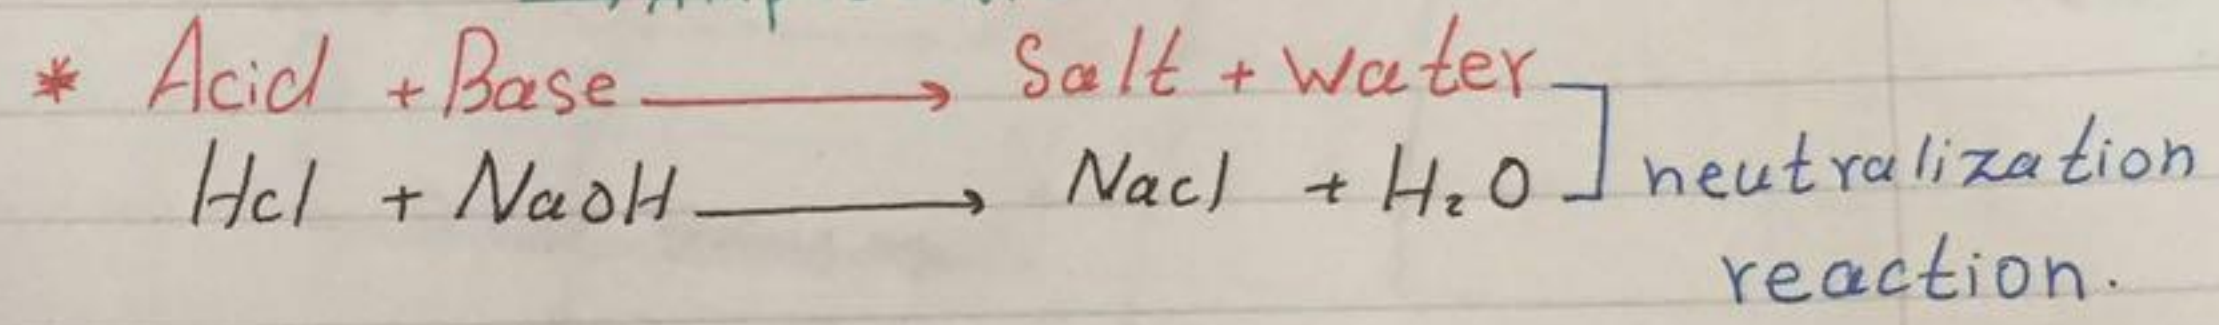 * Acid + Base → Salt + Water
Hcl + NaOH → Nacl + H₂O ] neutralization
reaction.